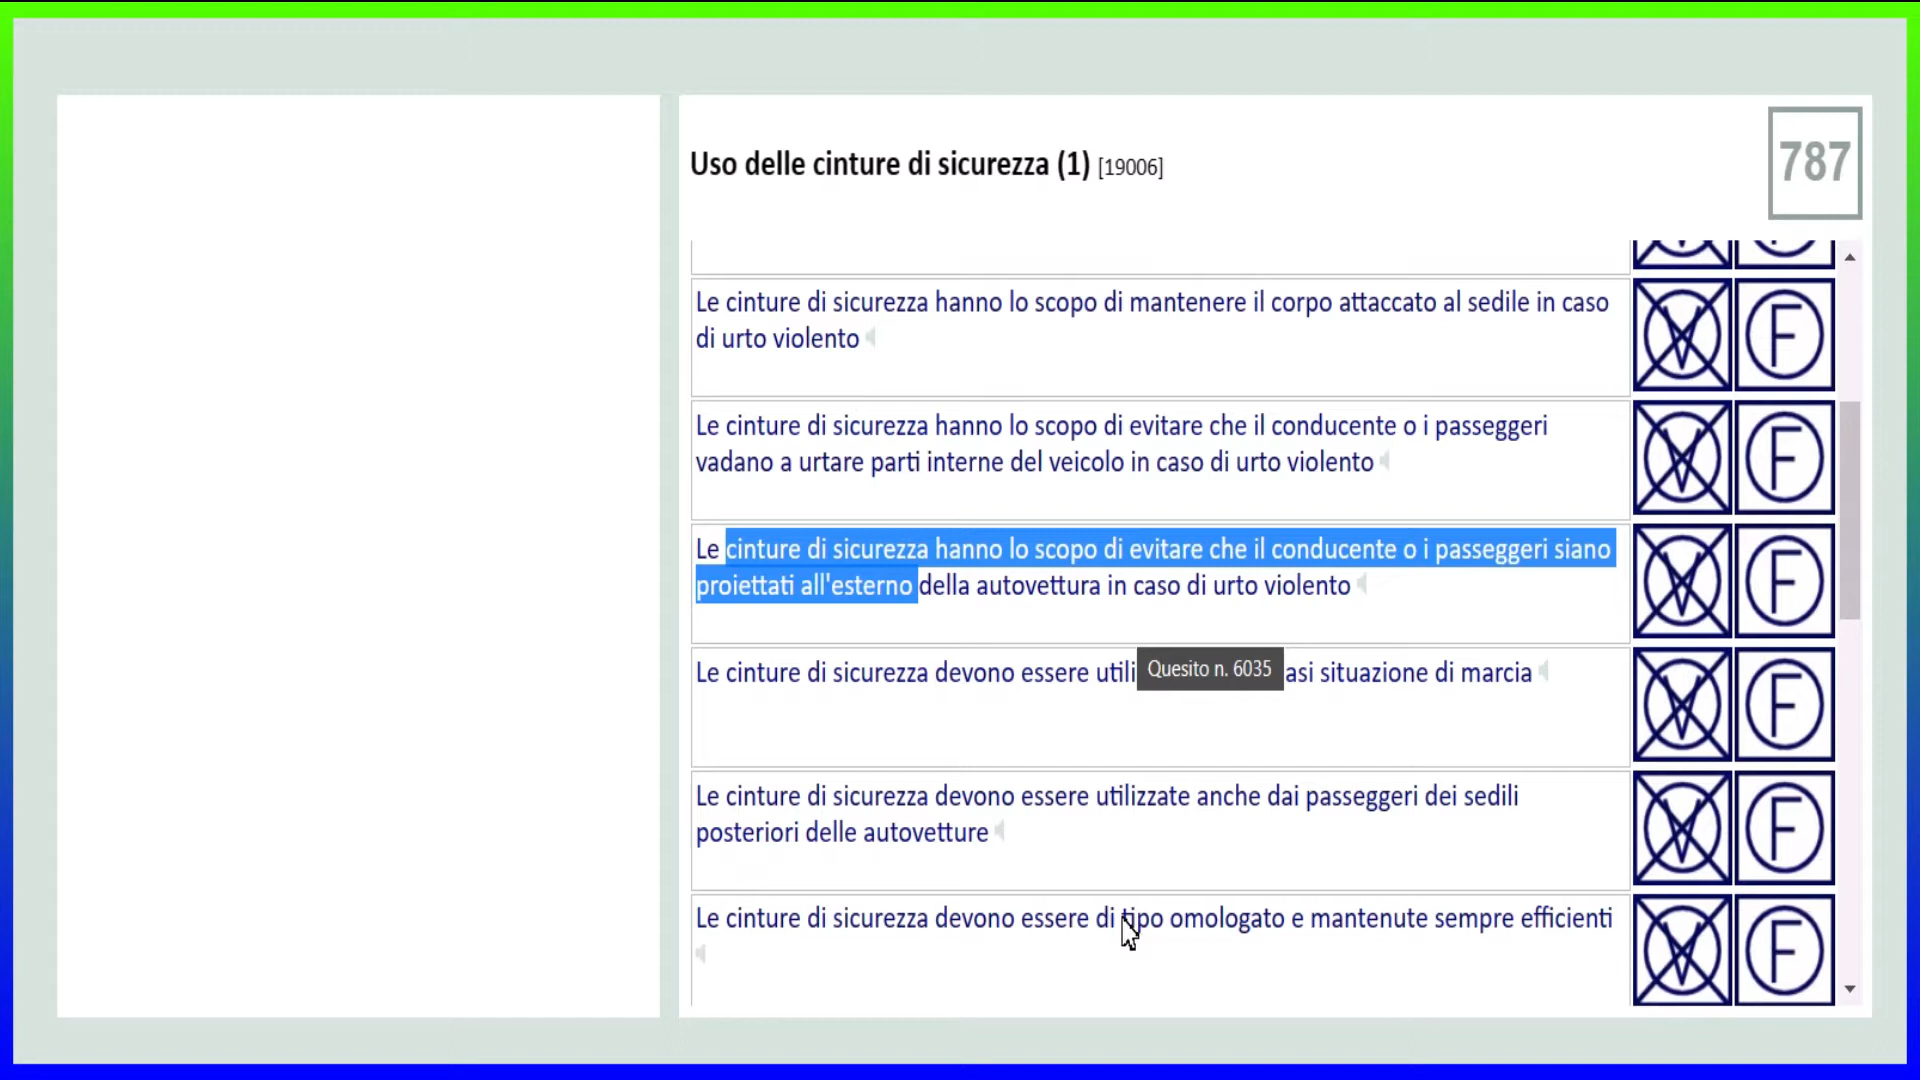 Uso delle cinture di sicurezza (1) [19006]
787
V F
Le cinture di sicurezza hanno lo scopo di mantenere il corpo attaccato al sedile in caso
di urto violento
V F
Le cinture di sicurezza hanno lo scopo di evitare che il conducente o i passeggeri
vadano a urtare parti interne del veicolo in caso di urto violento
V F
Le cinture di sicurezza hanno lo scopo di evitare che il conducente o i passeggeri siano
proiettati all'esterno della autovettura in caso di urto violento
V F
Le cinture di sicurezza devono essere utili
Quesito n. 6035
asi situazione di marcia
V F
Le cinture di sicurezza devono essere utilizzate anche dai passeggeri dei sedili
posteriori delle autovetture
V F
Le cinture di sicurezza devono essere di tipo omologato e mantenute sempre efficienti
V F